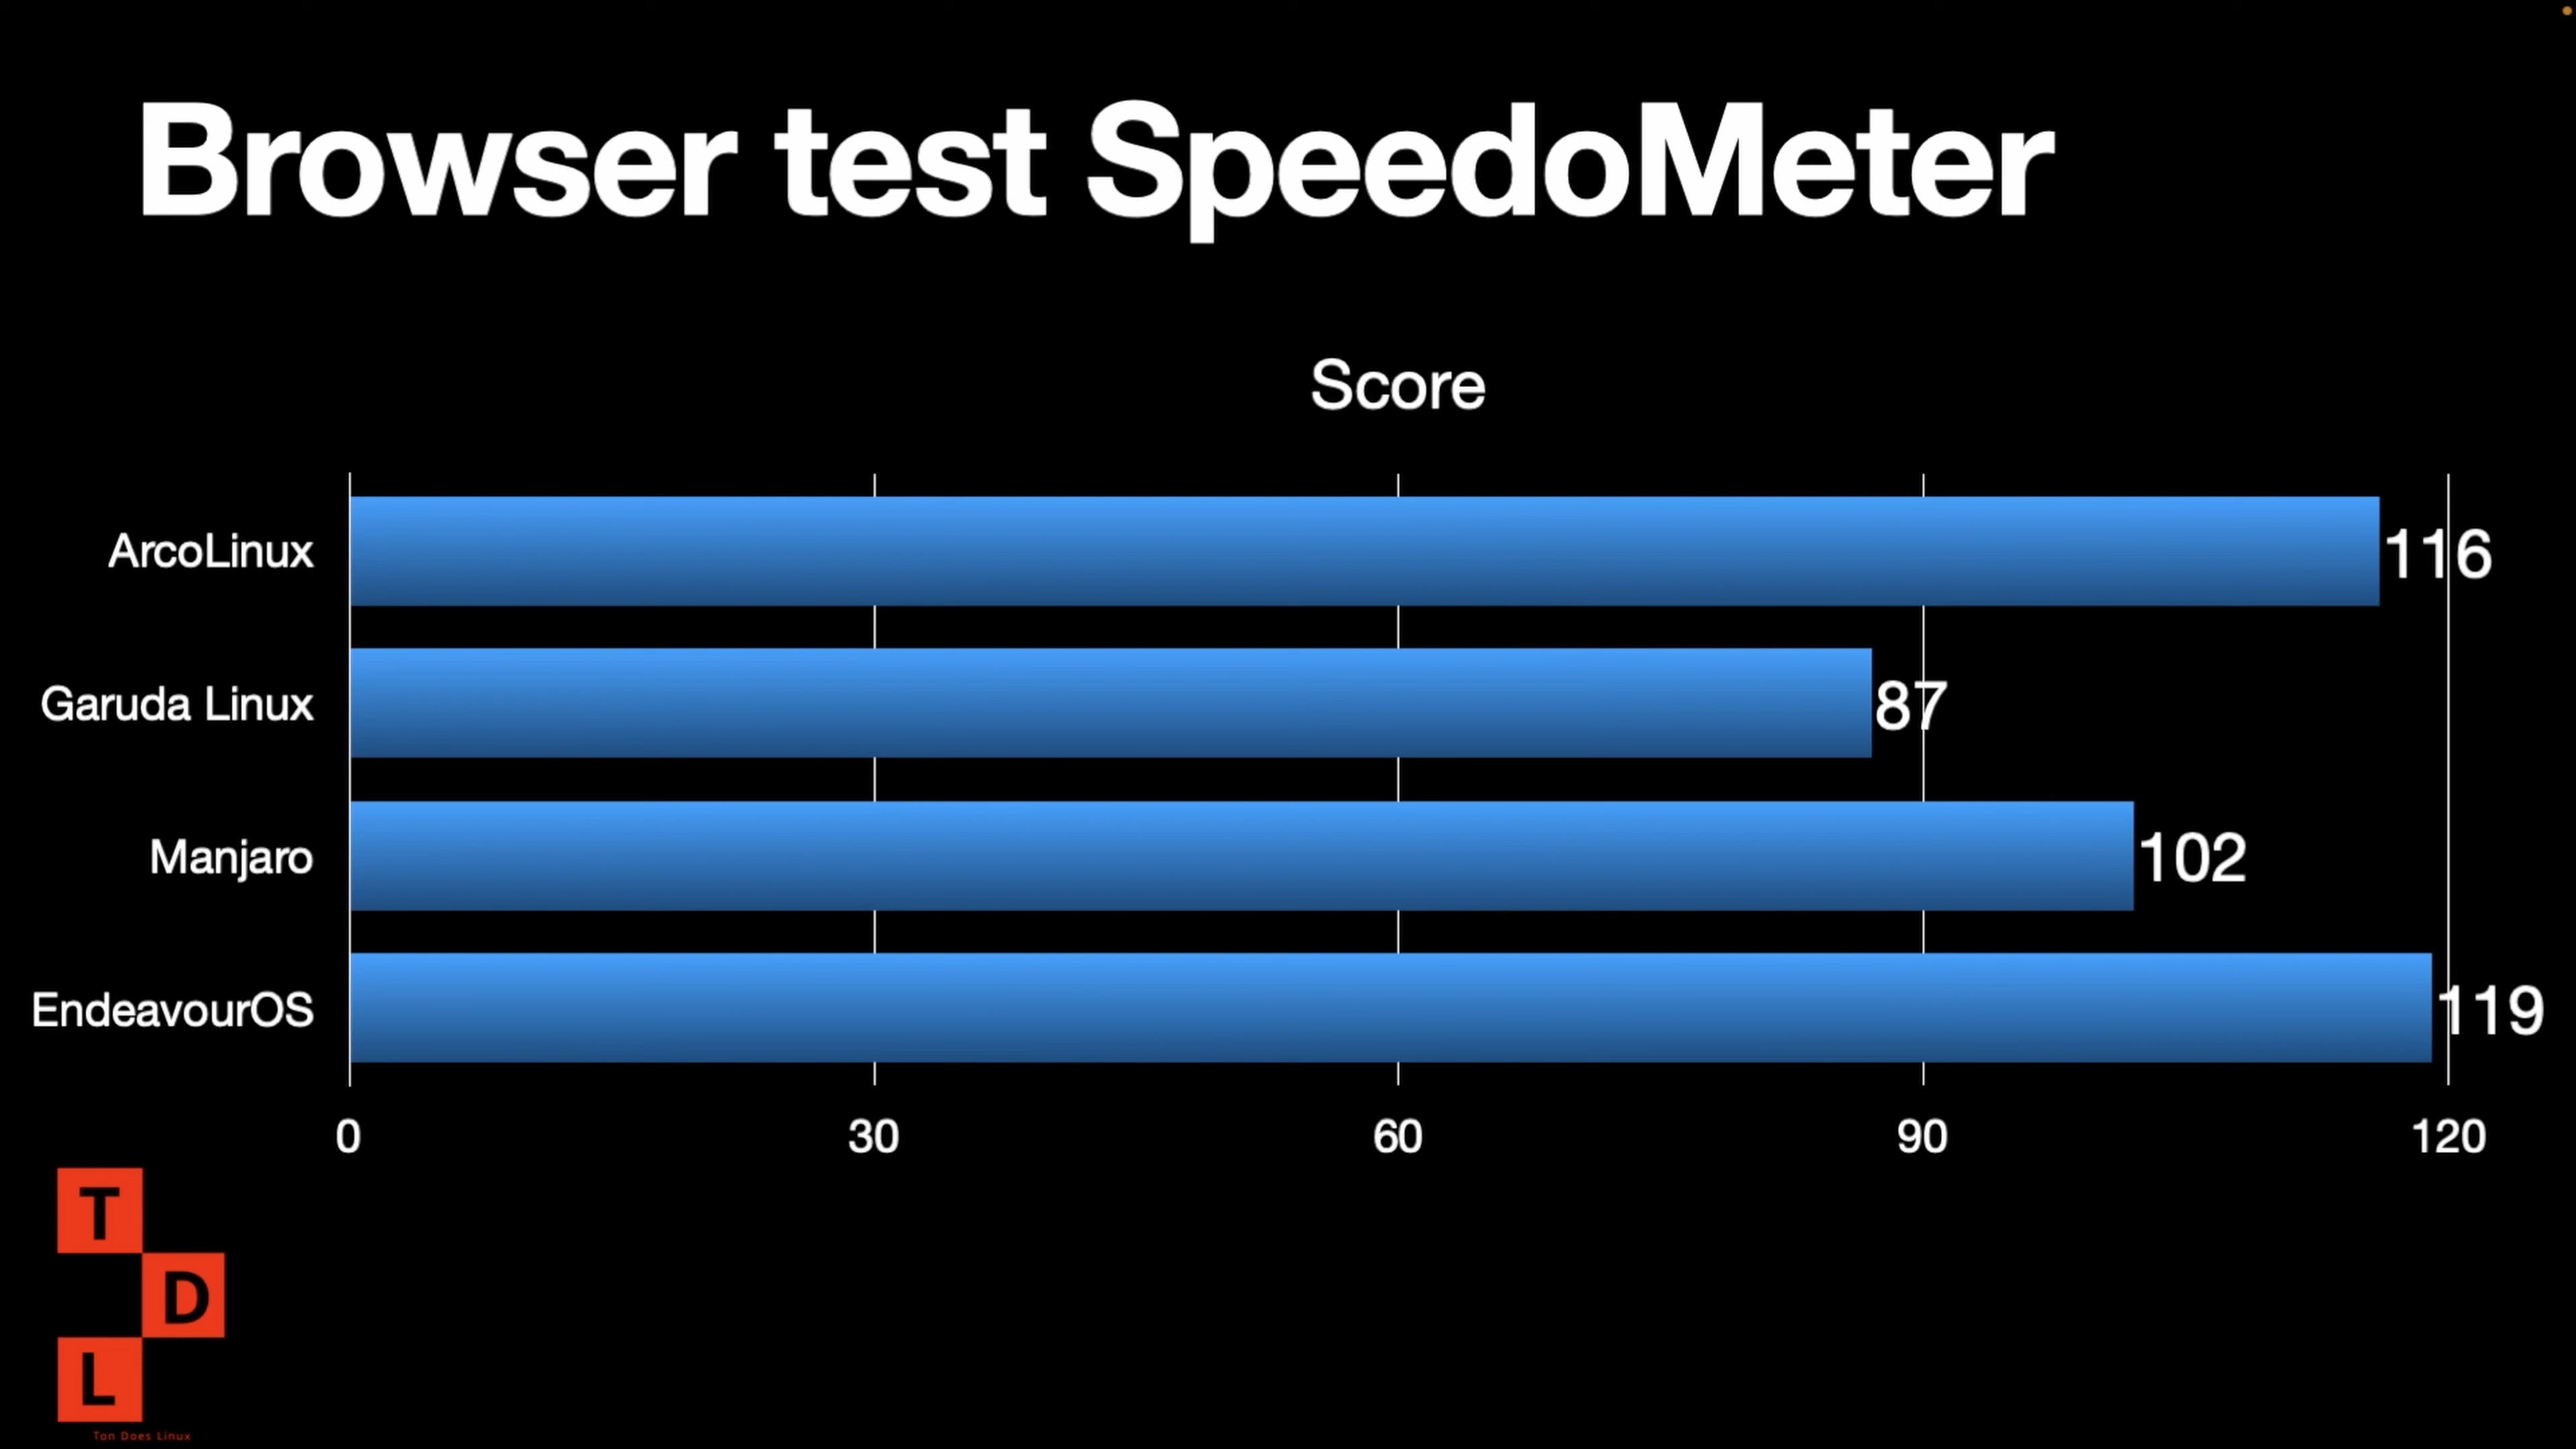 Browser test SpeedoMeter
Score
ArcoLinux 116
Garuda Linux 87
Manjaro 102
EndeavourOS 119
0 30 60 90 120
T
D
L
Ton Does Linux